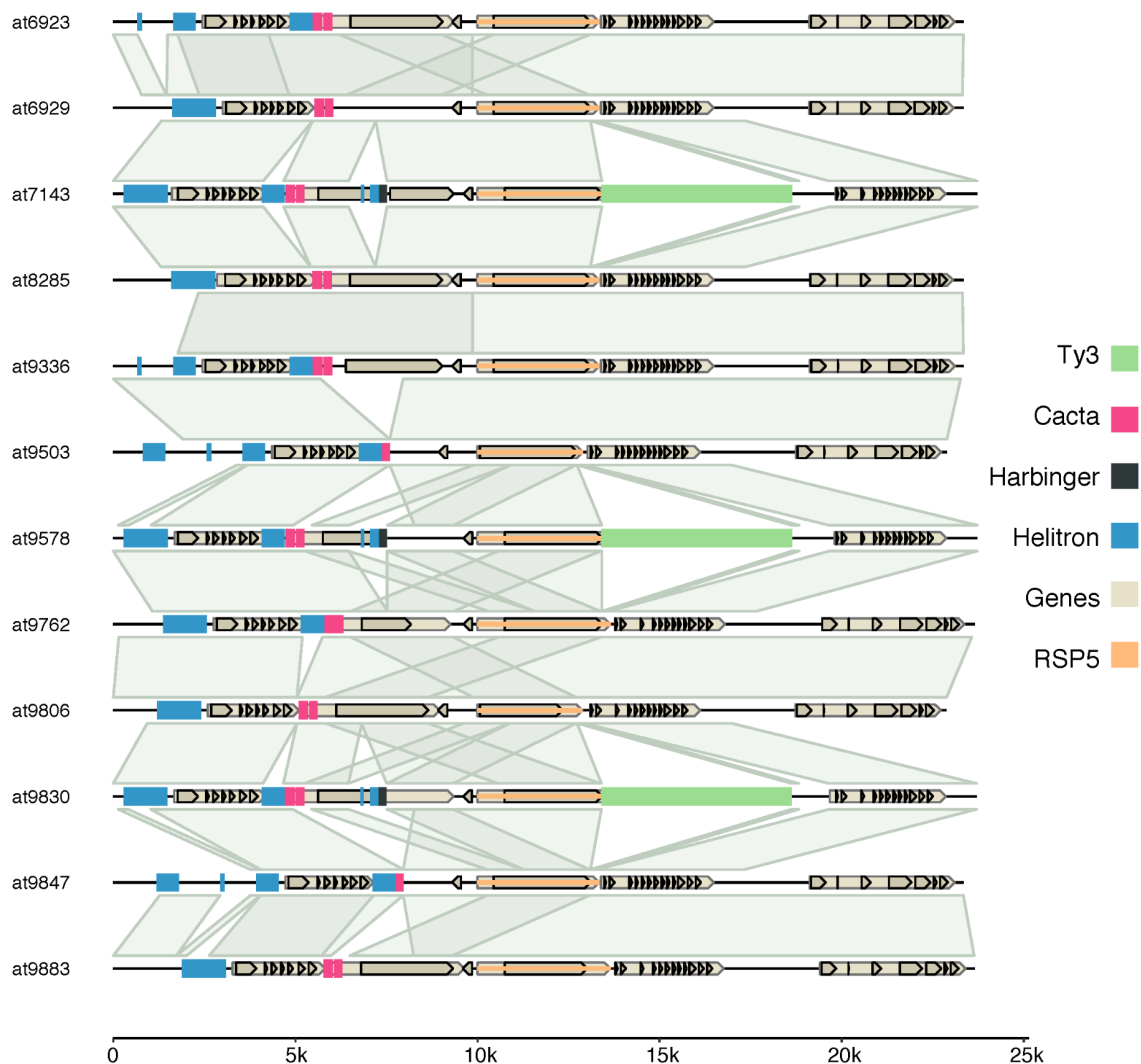 at6923
at6929
at7143
at8285
at9336
at9503
at9578
at9762
at9806
at9830
at9847
at9883
Ty3
Cacta
Harbinger
Helitron
Genes
RSP5
0 5k 10k 15k 20k 25k